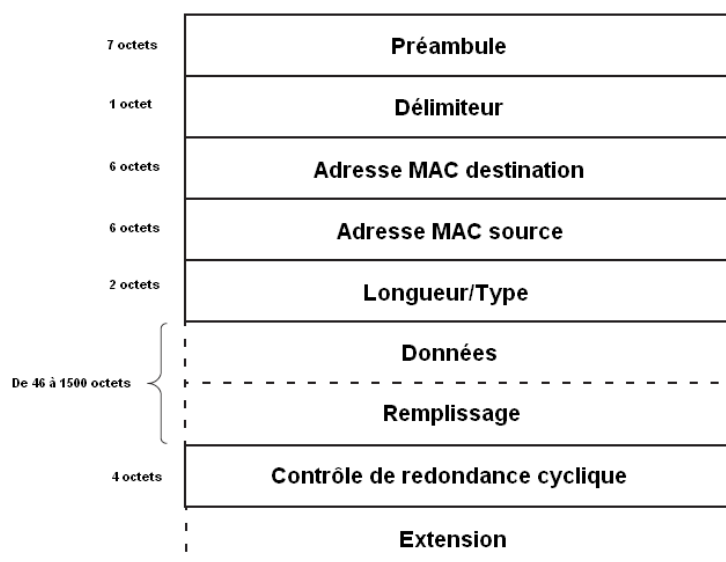 7 octets
Préambule
1 octet
Délimiteur
6 octets
Adresse MAC destination
6 octets
Adresse MAC source
2 octets
Longueur/Type
De 46 à 1500 octets
Données
Remplissage
4 octets
Contrôle de redondance cyclique
Extension